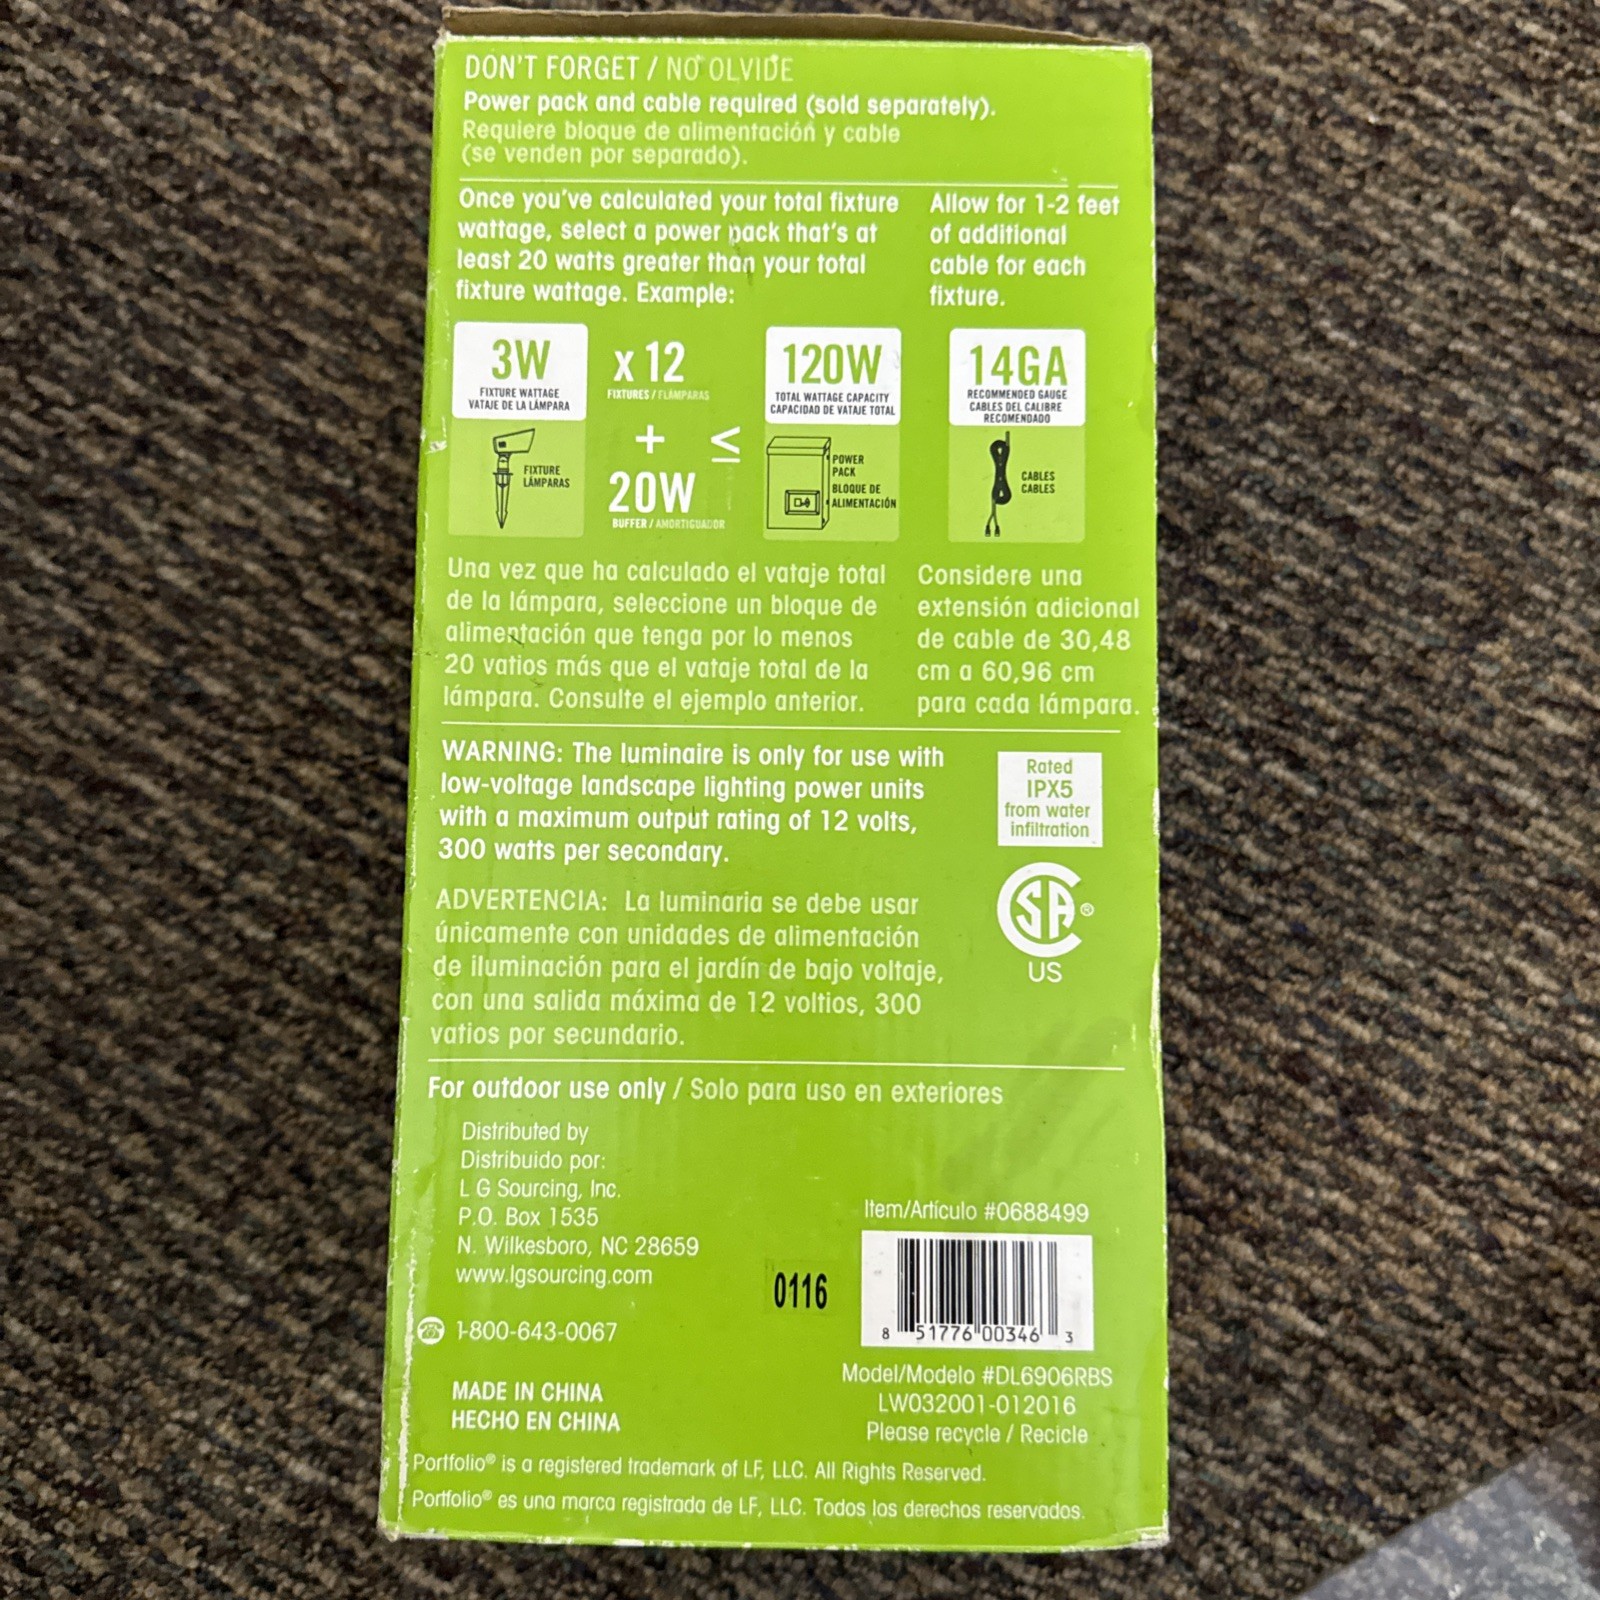 DON'T FORGET / NO OLVIDE
Power pack and cable required (sold separately).
Requiere bloque de alimentación y cable
(se venden por separado).
Once you've calculated your total fixture
wattage, select a power pack that's at
least 20 watts greater than your total
fixture wattage. Example:
Allow for 1-2 feet
of additional
cable for each
fixture.
3W
FIXTURE WATTAGE
VATAJE DE LA LÁMPARA
FIXTURE
LÁMPARAS
x 12
FIXTURES / FLÁMPARAS
+
20W
BUFFER / AMORTIGUADOR
≤
120W
TOTAL WATTAGE CAPACITY
CAPACIDAD DE VATAJE TOTAL
POWER
PACK
BLOQUE DE
ALIMENTACIÓN
14GA
RECOMMENDED GAUGE
CABLES DEL CALIBRE
RECOMENDADO
CABLES
CABLES
Una vez que ha calculado el vataje total
de la lámpara, seleccione un bloque de
alimentación que tenga por lo menos
20 vatios más que el vataje total de la
lámpara. Consulte el ejemplo anterior.
Considere una
extensión adicional
de cable de 30,48
cm a 60,96 cm
para cada lámpara.
WARNING: The luminaire is only for use with
low-voltage landscape lighting power units
with a maximum output rating of 12 volts,
300 watts per secondary.
Rated
IPX5
from water
infiltration
ADVERTENCIA: La luminaria se debe usar
únicamente con unidades de alimentación
de iluminación para el jardín de bajo voltaje,
con una salida máxima de 12 voltios, 300
vatios por secundario.
SA®
US
For outdoor use only / Solo para uso en exteriores
Distributed by
Distribuido por:
L G Sourcing, Inc.
P.O. Box 1535
N. Wilkesboro, NC 28659
www.lgsourcing.com
1-800-643-0067
MADE IN CHINA
HECHO EN CHINA
0116
Item/Artículo #0688499
8 51776 00346 3
Model/Modelo #DL6906RBS
LW032001-012016
Please recycle / Recicle
Portfolio® is a registered trademark of LF, LLC. All Rights Reserved.
Portfolio® es una marca registrada de LF, LLC. Todos los derechos reservados.